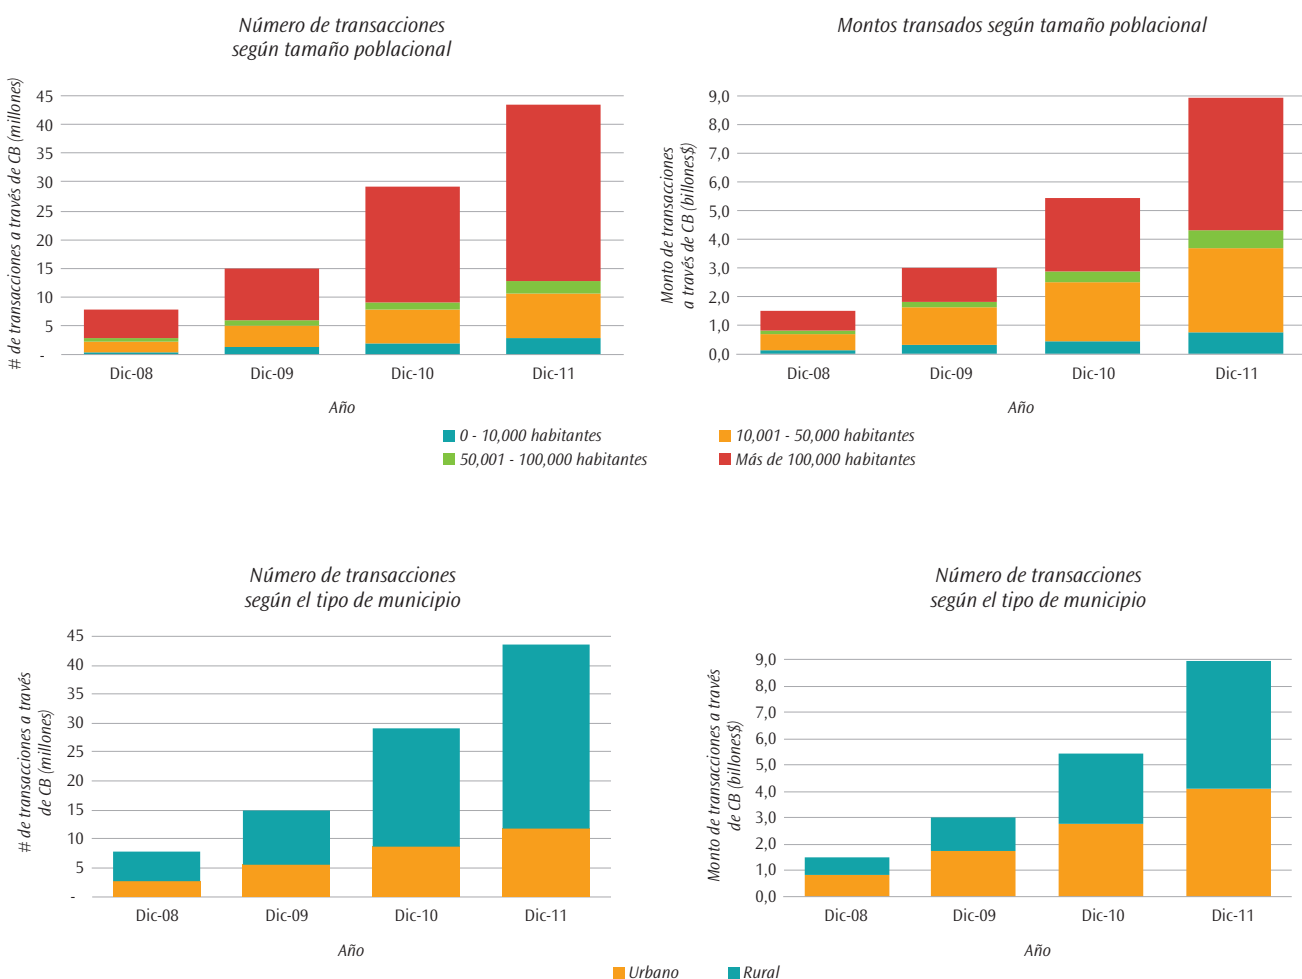 Número de transacciones
según tamaño poblacional
# de transacciones a través de CB (millones)
45
40
35
30
25
20
15
10
5
-
Dic-08
Dic-09
Dic-10
Dic-11
Año
Montos transados según tamaño poblacional
Monto de transacciones
a través de CB (billones$)
9,0
8,0
7,0
6,0
5,0
4,0
3,0
2,0
1,0
0,0
Dic-08
Dic-09
Dic-10
Dic-11
Año
0 - 10,000 habitantes
10,001 - 50,000 habitantes
50,001 - 100,000 habitantes
Más de 100,000 habitantes
Número de transacciones
según el tipo de municipio
# de transacciones a través
de CB (millones)
45
40
35
30
25
20
15
10
5
-
Dic-08
Dic-09
Dic-10
Dic-11
Año
Número de transacciones
según el tipo de municipio
Monto de transacciones a través
de CB (billones$)
9,0
8,0
7,0
6,0
5,0
4,0
3,0
2,0
1,0
0,0
Dic-08
Dic-09
Dic-10
Dic-11
Año
Urbano
Rural